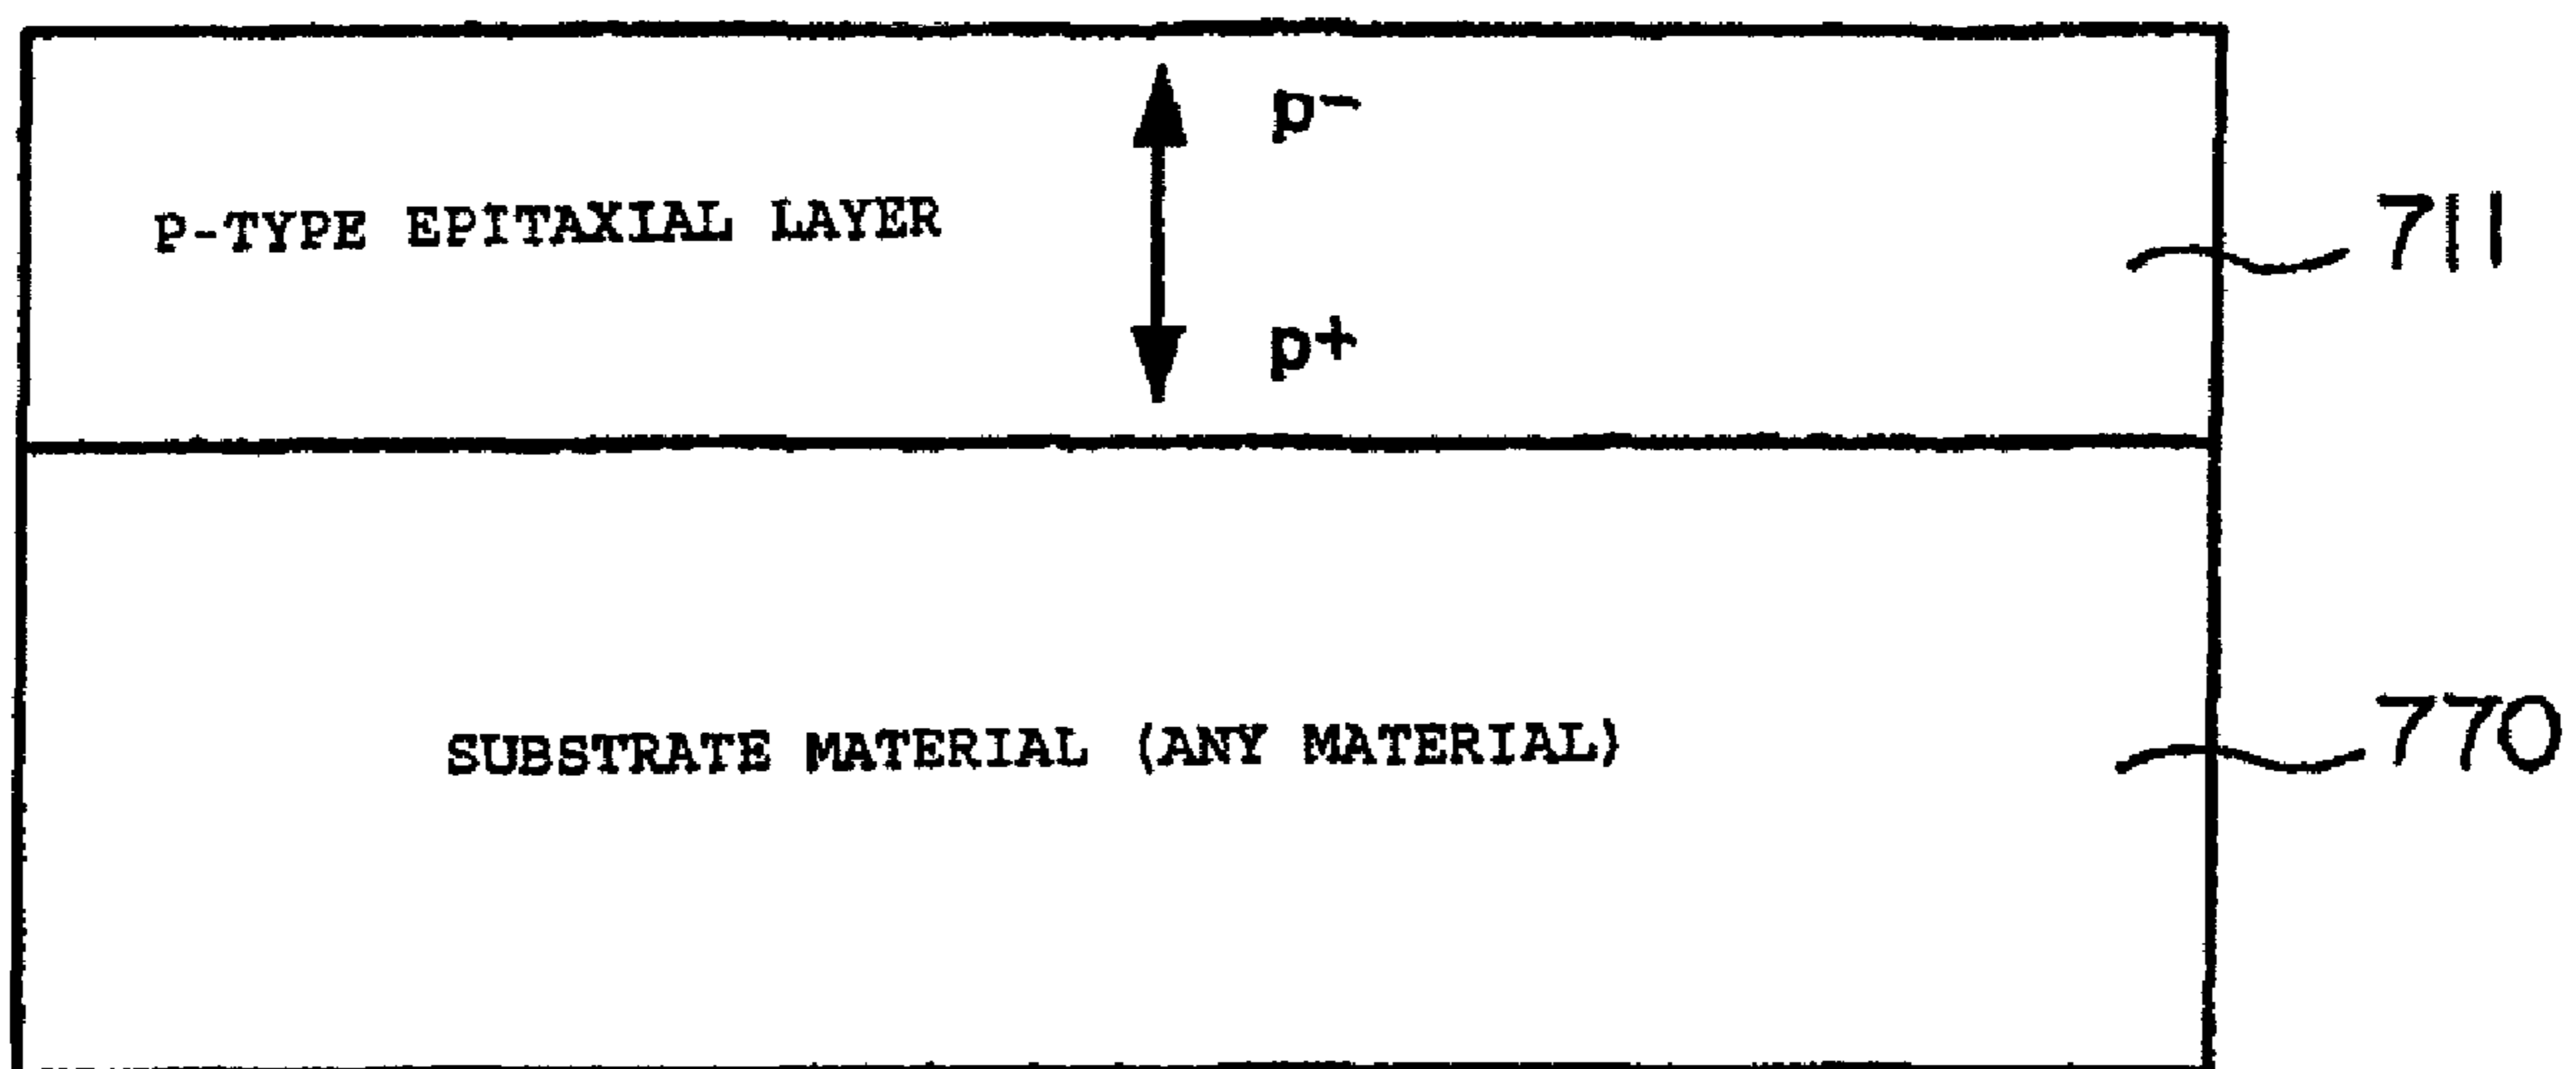 p-
P-TYPE EPITAXIAL LAYER
711
p+
SUBSTRATE MATERIAL (ANY MATERIAL)
770